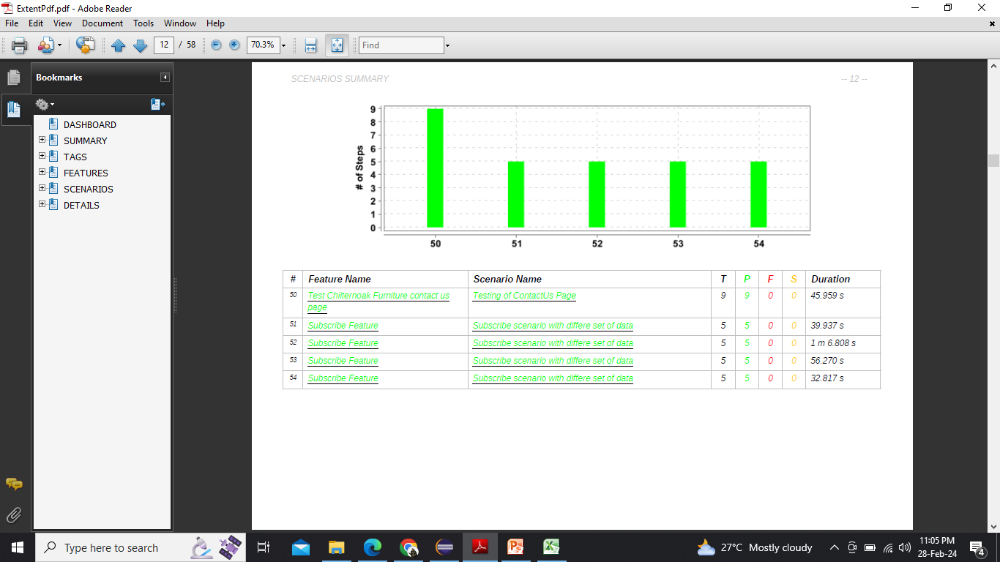 ExtentPdf.pdf - Adobe Reader
File Edit View Document Tools Window Help
12 / 58 70.3% Find
Bookmarks
DASHBOARD
SUMMARY
TAGS
FEATURES
SCENARIOS
DETAILS
SCENARIOS SUMMARY -- 12 --
# of Steps
9
8
7
6
5
4
3
2
1
0
50 51 52 53 54
# Feature Name Scenario Name T P F S Duration
50 Test Chilternoak Furniture contact us Testing of ContactUs Page 9 9 0 0 45.959 s
page
51 Subscribe Feature Subscribe scenario with differe set of data 5 5 0 0 39.937 s
52 Subscribe Feature Subscribe scenario with differe set of data 5 5 0 0 1 m 6.808 s
53 Subscribe Feature Subscribe scenario with differe set of data 5 5 0 0 56.270 s
54 Subscribe Feature Subscribe scenario with differe set of data 5 5 0 0 32.817 s
Type here to search
27°C Mostly cloudy
11:05 PM
28-Feb-24
4